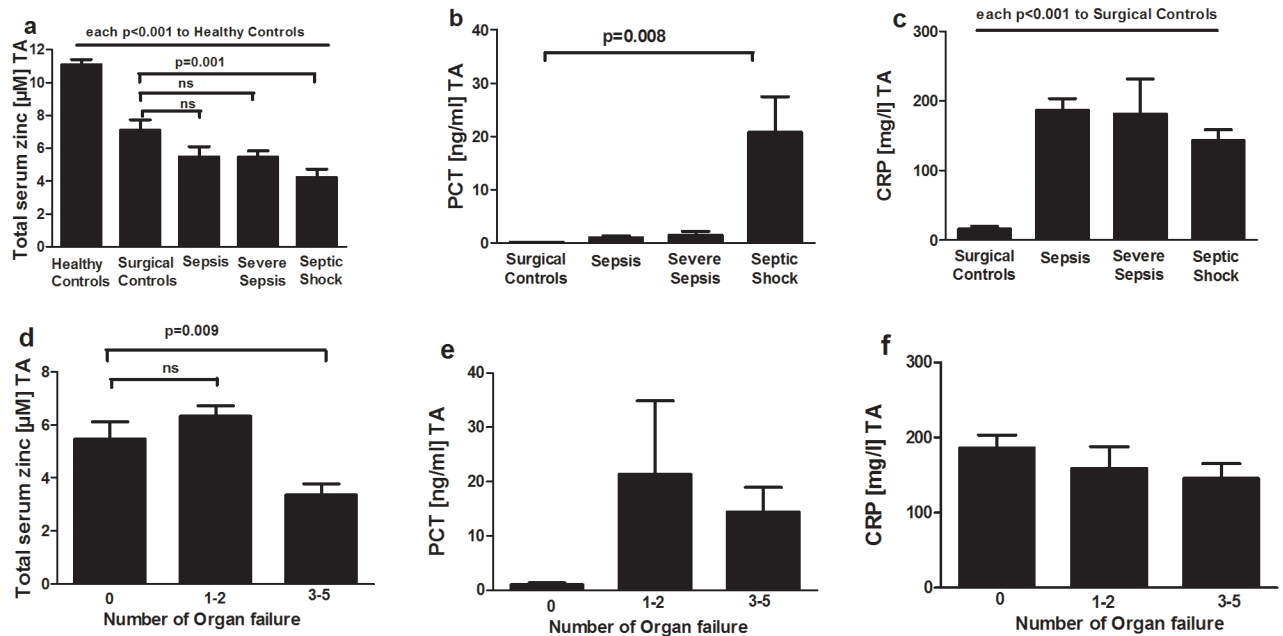 a
each p<0.001 to Healthy Controls
p=0.001
ns
ns
Total serum zinc [µM] TA
12
10
8
6
4
2
0
Healthy Controls
Surgical Controls
Sepsis
Severe Sepsis
Septic Shock
b
p=0.008
PCT [ng/ml] TA
40
30
20
10
0
Surgical Controls
Sepsis
Severe Sepsis
Septic Shock
c
each p<0.001 to Surgical Controls
CRP [mg/l] TA
300
200
100
0
Surgical Controls
Sepsis
Severe Sepsis
Septic Shock
d
p=0.009
ns
Total serum zinc [µM] TA
8
6
4
2
0
0
1-2
3-5
Number of Organ failure
e
PCT [ng/ml] TA
40
30
20
10
0
0
1-2
3-5
Number of Organ failure
f
CRP [mg/l] TA
300
200
100
0
0
1-2
3-5
Number of Organ failure